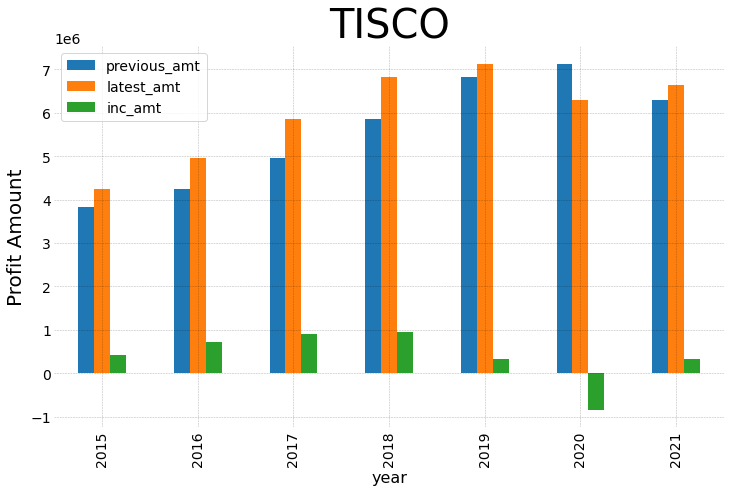 TISCO
1e6
previous_amt
latest_amt
inc_amt
Profit Amount
7
6
5
4
3
2
1
0
−1
2015 2016 2017 2018 2019 2020 2021
year